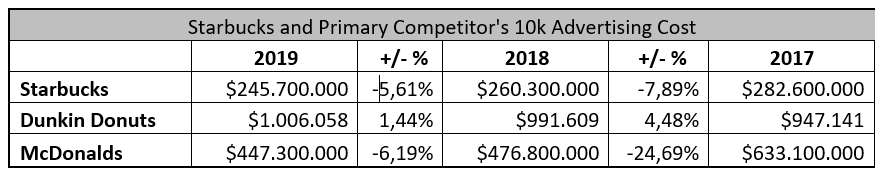 Starbucks and Primary Competitor's 10k Advertising Cost
2019 +/- % 2018 +/- % 2017
Starbucks $245.700.000 -5,61% $260.300.000 -7,89% $282.600.000
Dunkin Donuts $1.006.058 1,44% $991.609 4,48% $947.141
McDonalds $447.300.000 -6,19% $476.800.000 -24,69% $633.100.000